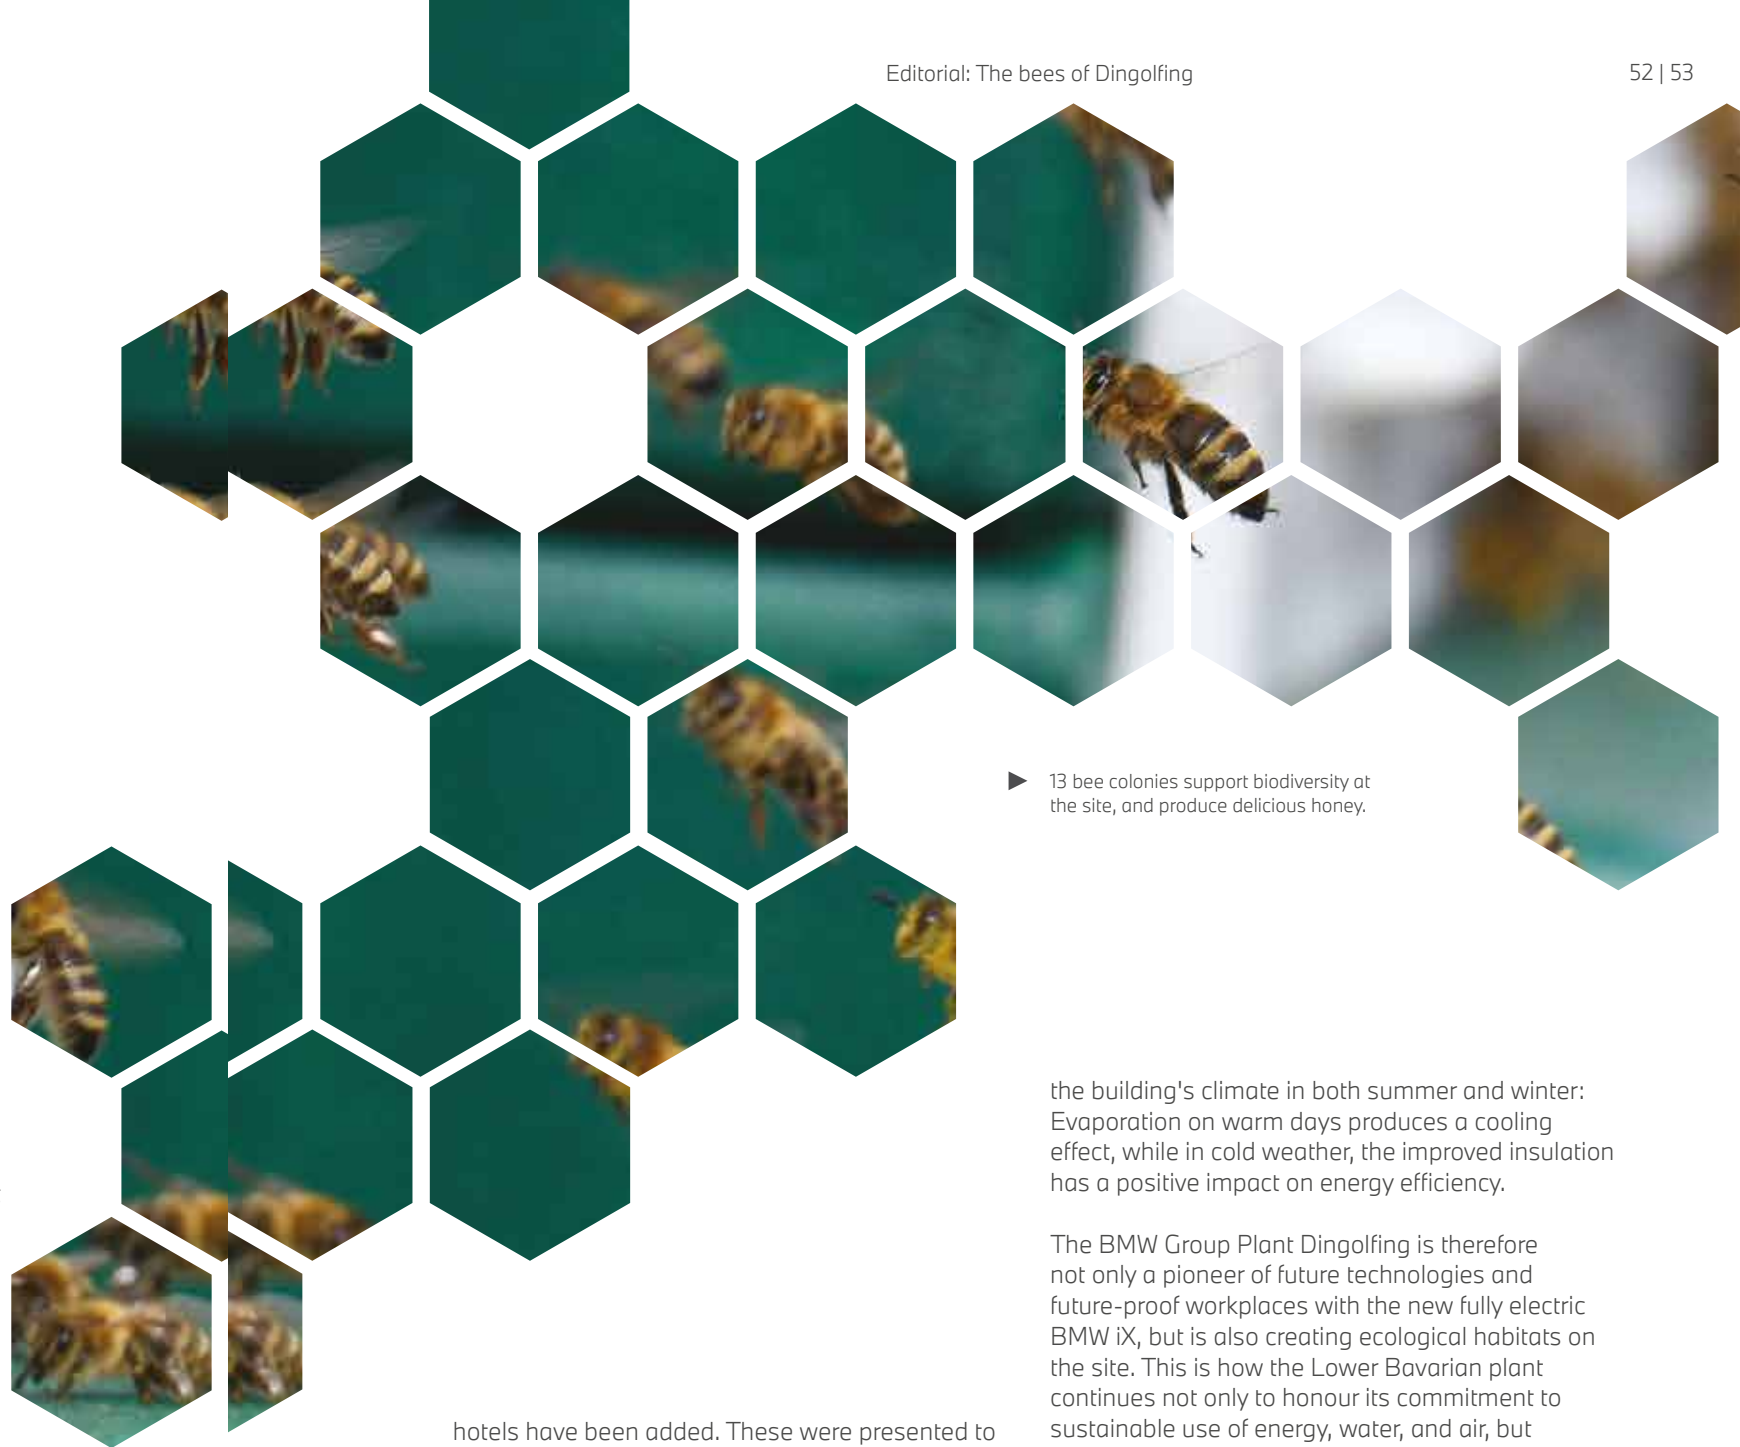 Editorial: The bees of Dingolfing
52 | 53
► 13 bee colonies support biodiversity at
the site, and produce delicious honey.
hotels have been added. These were presented to
the building's climate in both summer and winter:
Evaporation on warm days produces a cooling
effect, while in cold weather, the improved insulation
has a positive impact on energy efficiency.
The BMW Group Plant Dingolfing is therefore
not only a pioneer of future technologies and
future-proof workplaces with the new fully electric
BMW iX, but is also creating ecological habitats on
the site. This is how the Lower Bavarian plant
continues not only to honour its commitment to
sustainable use of energy, water, and air, but